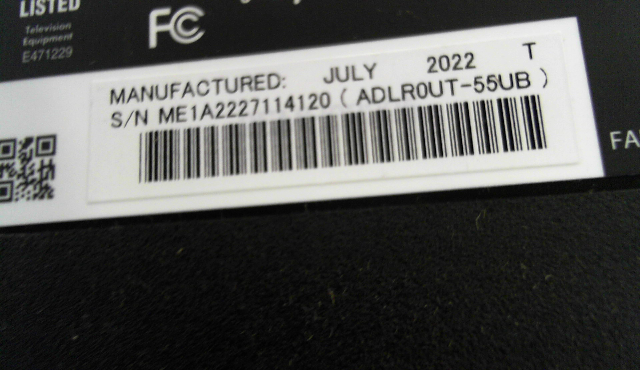 LISTED
Television
Equipment
E471229
FC
MANUFACTURED: JULY 2022 T
S/N ME1A2227114120 ( ADLR0UT-55UB )
FA